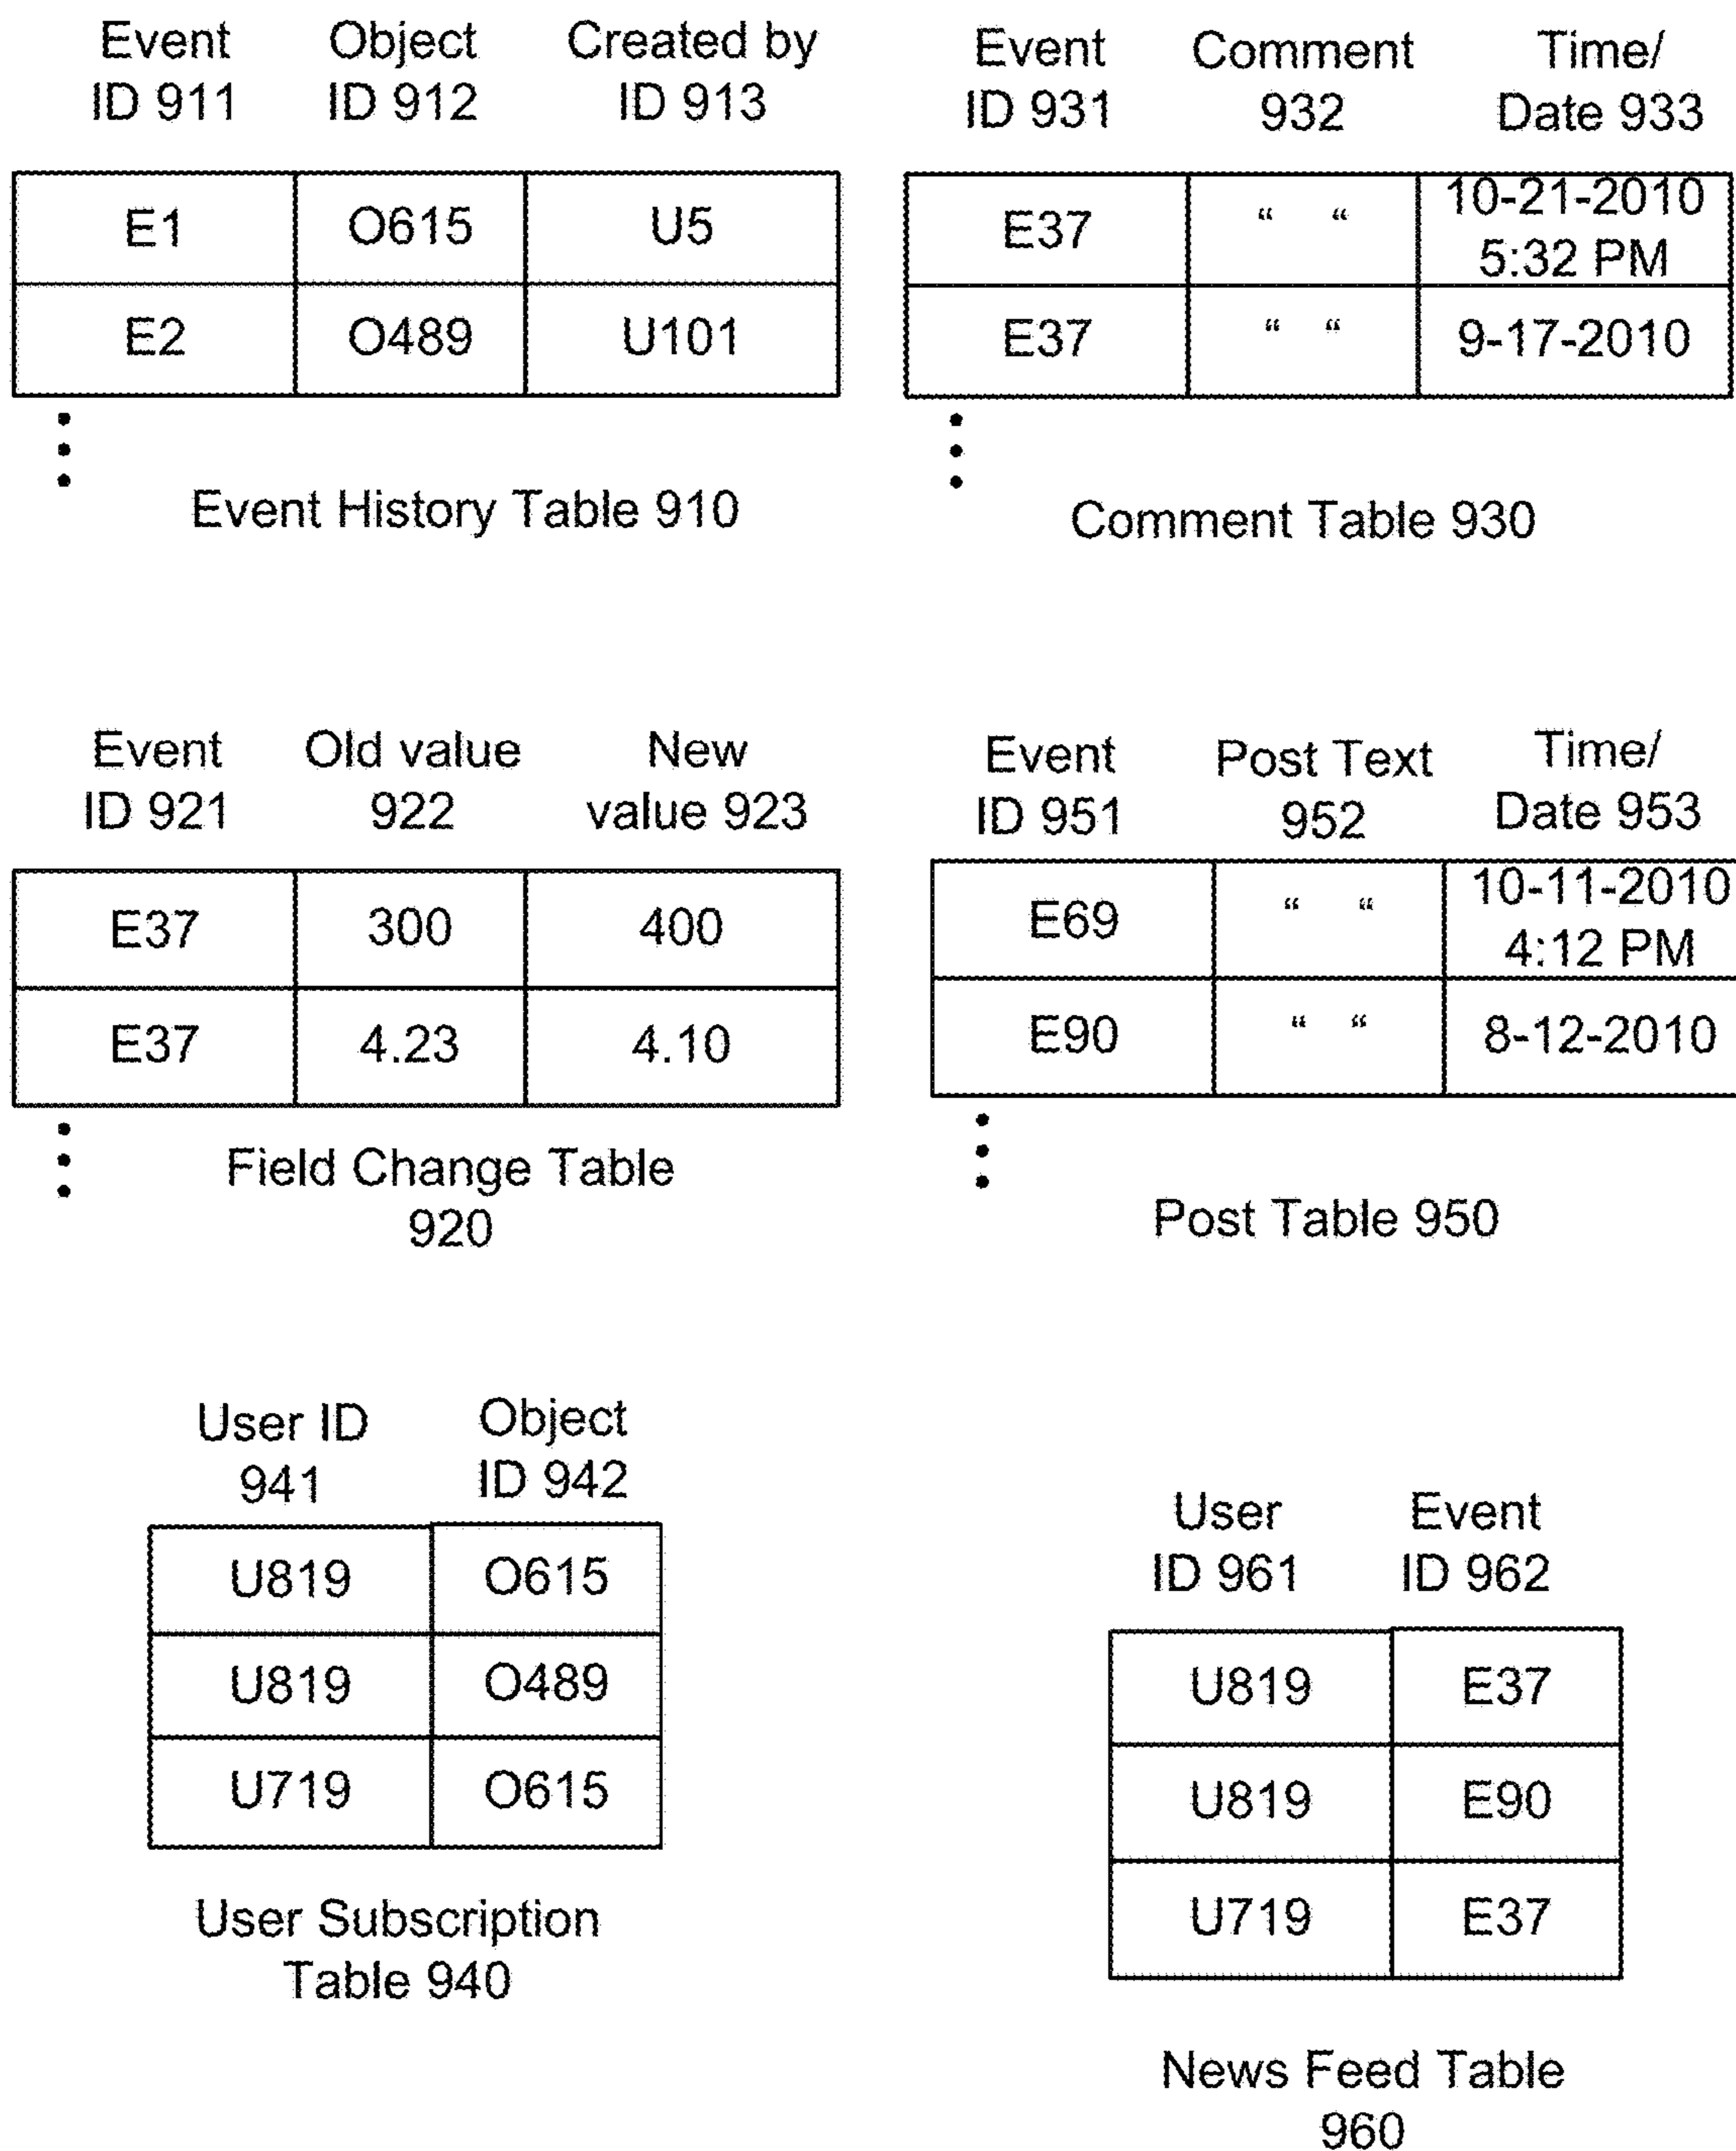 Event Object Created by
ID 911 ID 912 ID 913
E1 O615 U5
E2 O489 U101
Event History Table 910
Event Comment Time/
ID 931 932 Date 933
E37 “ “ 10-21-2010
5:32 PM
E37 “ “ 9-17-2010
Comment Table 930
Event Old value New
ID 921 922 value 923
E37 300 400
E37 4.23 4.10
Field Change Table
920
Event Post Text Time/
ID 951 952 Date 953
E69 “ “ 10-11-2010
4:12 PM
E90 “ “ 8-12-2010
Post Table 950
User ID Object
941 ID 942
U819 O615
U819 O489
U719 O615
User Subscription
Table 940
User Event
ID 961 ID 962
U819 E37
U819 E90
U719 E37
News Feed Table
960